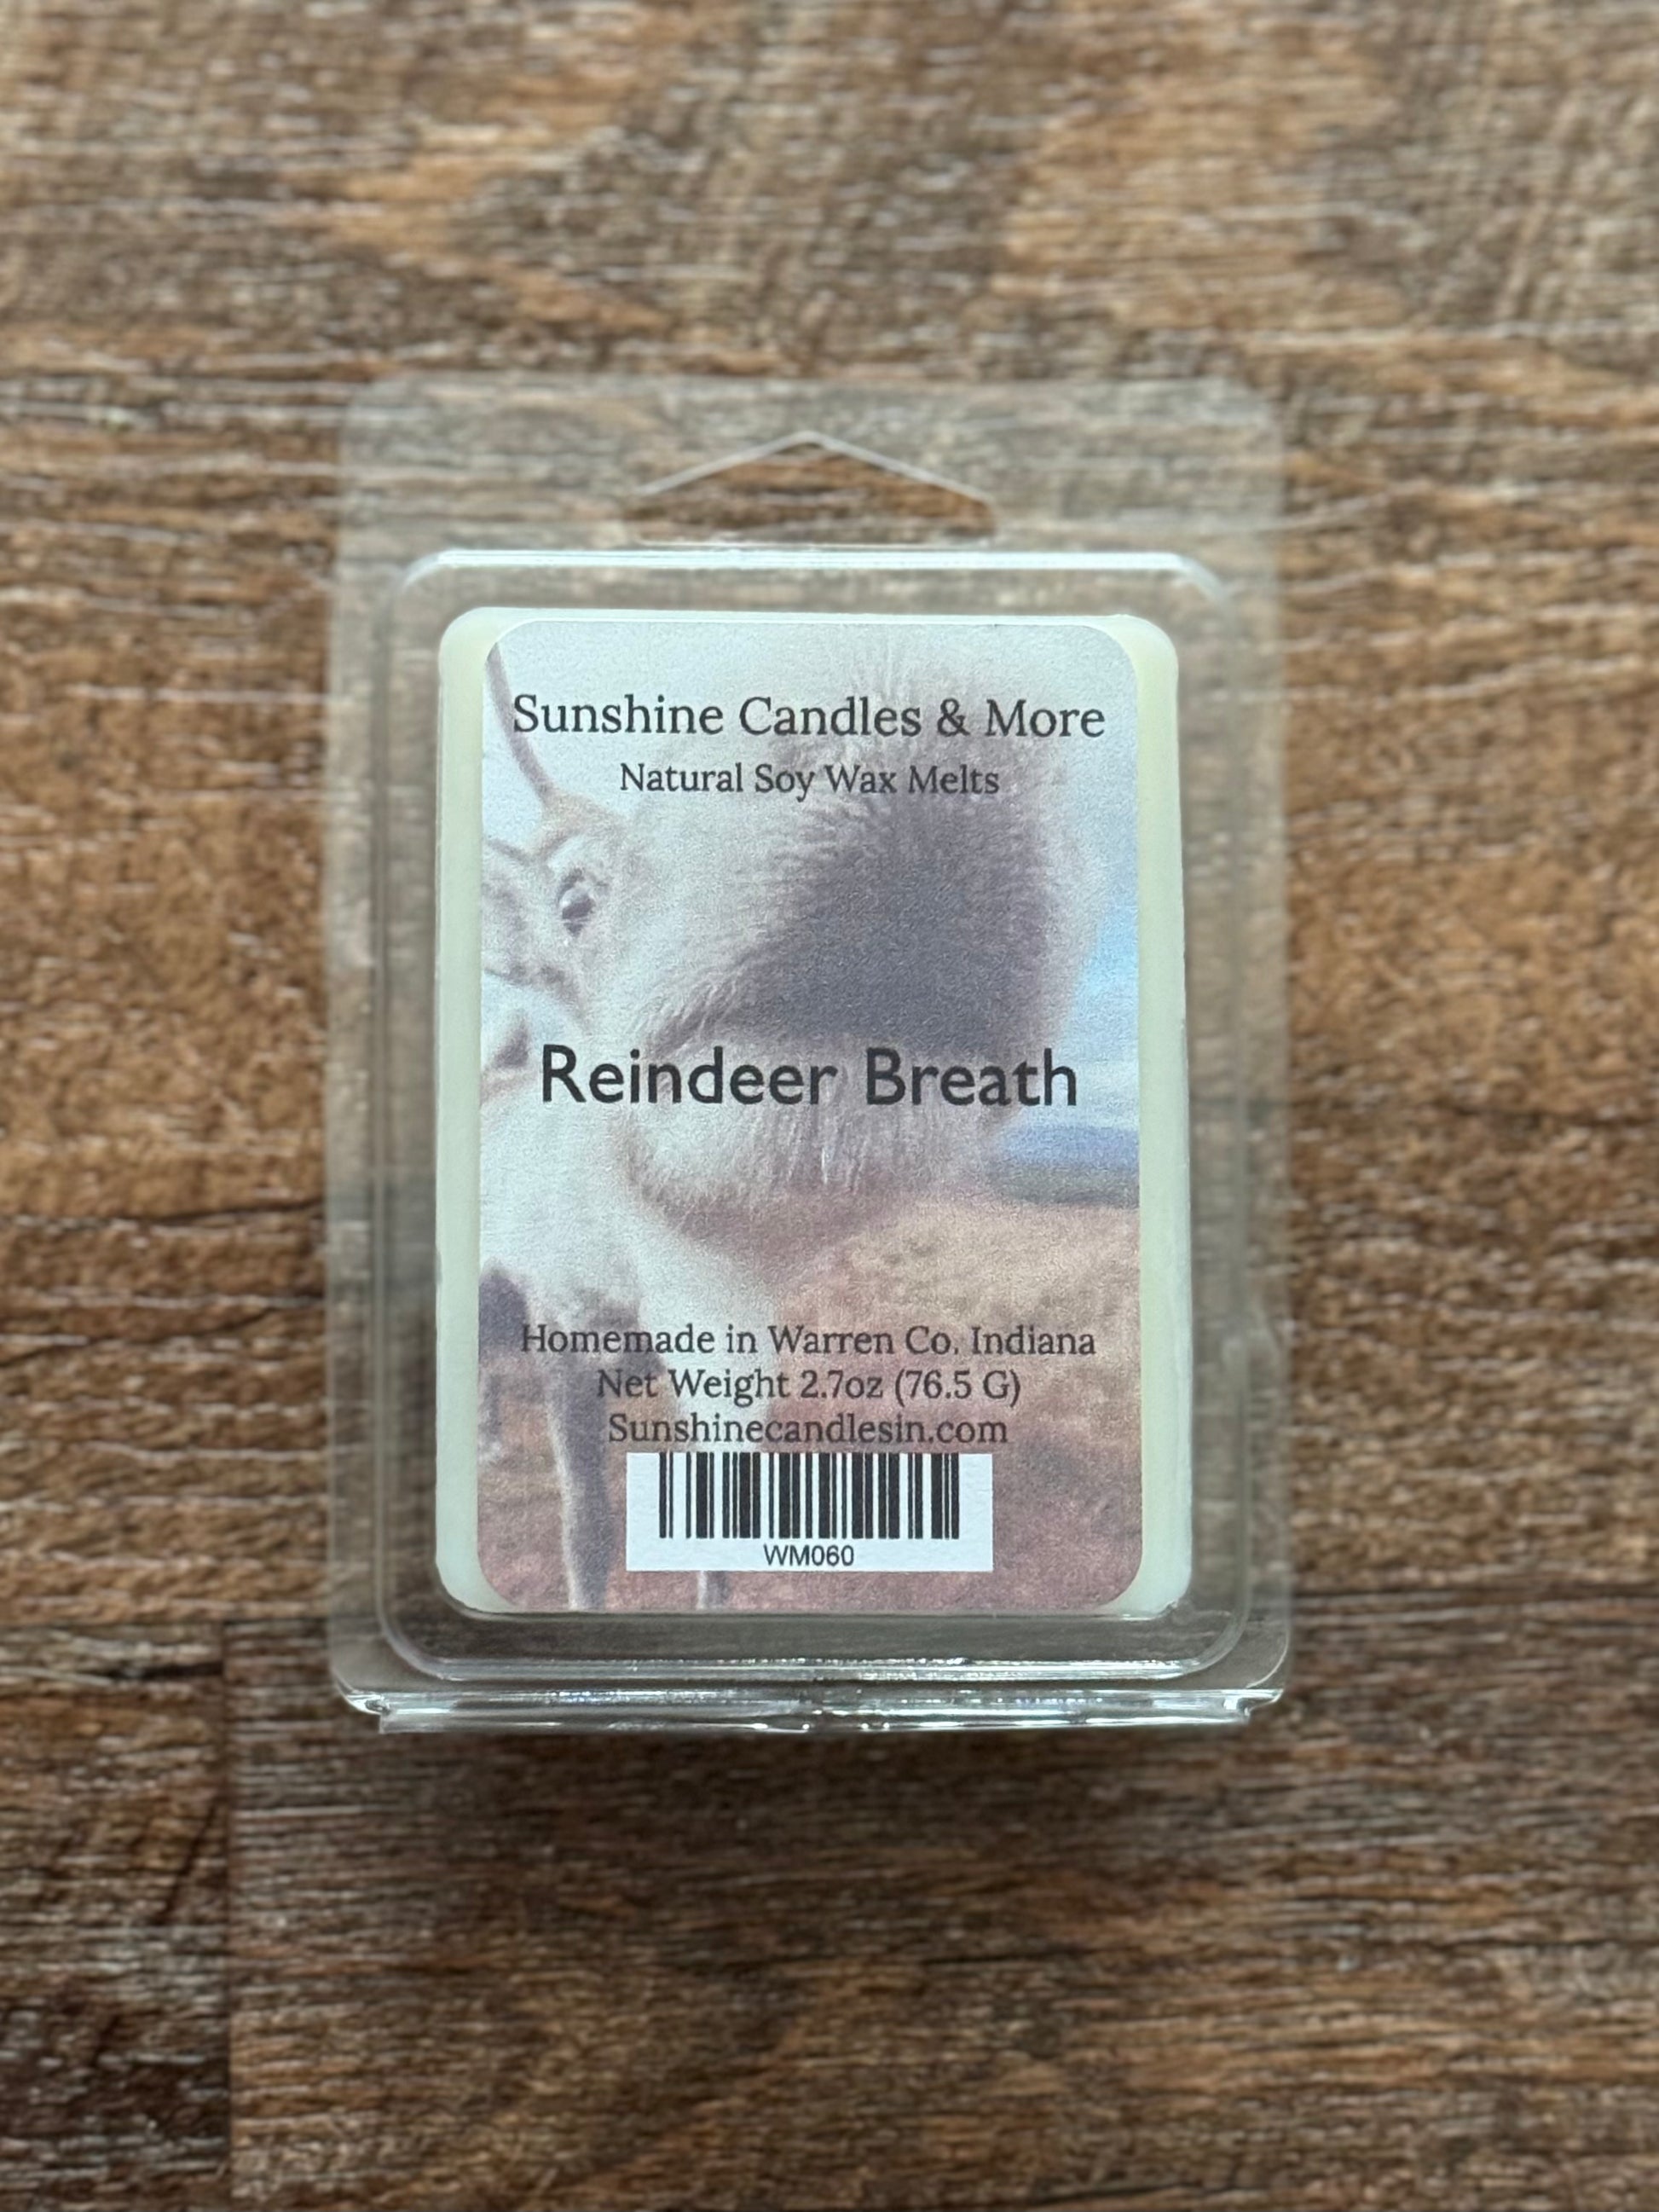 Sunshine Candles & More
Natural Soy Wax Melts
Reindeer Breath
Homemade in Warren Co. Indiana
Net Weight 2.7oz (76.5 G)
Sunshinecandlesin.com
WM060